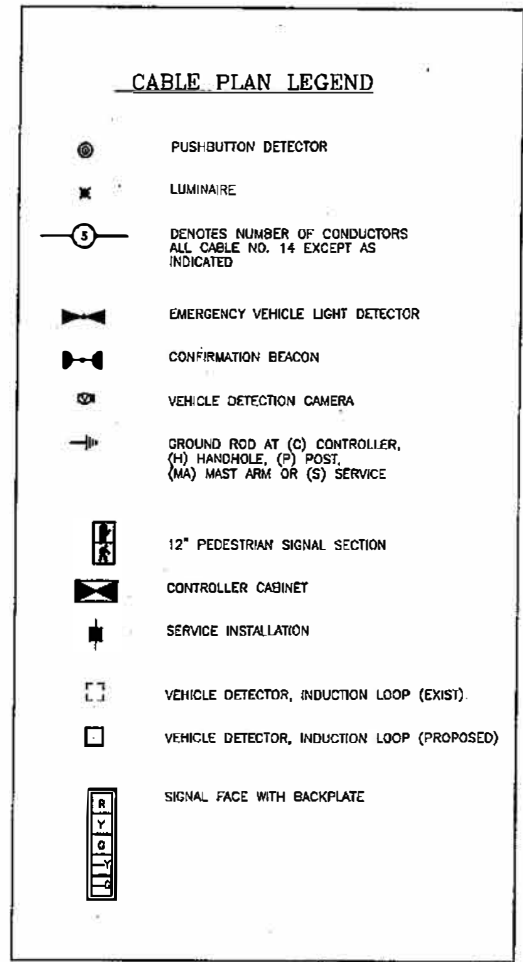 CABLE PLAN LEGEND
PUSHBUTTON DETECTOR
LUMINAIRE
5
DENOTES NUMBER OF CONDUCTORS
ALL CABLE NO. 14 EXCEPT AS
INDICATED
EMERGENCY VEHICLE LIGHT DETECTOR
CONFIRMATION BEACON
V
VEHICLE DETECTION CAMERA
GROUND ROD AT (C) CONTROLLER,
(H) HANDHOLE, (P) POST,
(MA) MAST ARM OR (S) SERVICE
12" PEDESTRIAN SIGNAL SECTION
CONTROLLER CABINET
SERVICE INSTALLATION
VEHICLE DETECTOR, INDUCTION LOOP (EXIST)
VEHICLE DETECTOR, INDUCTION LOOP (PROPOSED)
SIGNAL FACE WITH BACKPLATE
R
Y
G
Y
G